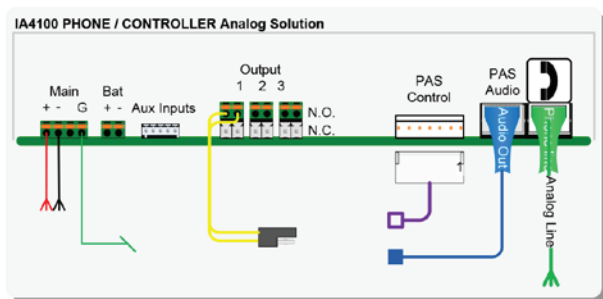 IA4100 PHONE / CONTROLLER Analog Solution
Main
+ - G
Bat
+ -
Aux Inputs
Output
1 2 3
N.O.
N.C.
PAS
Control
1
PAS
Audio
Audio Out
Analog Line